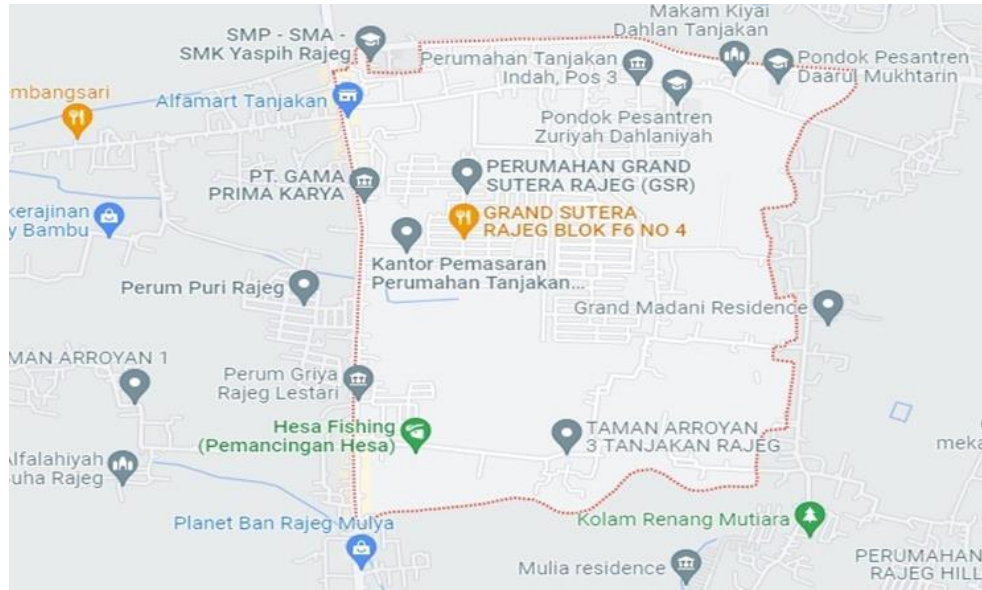 SMP - SMA -
SMK Yaspih Rajeg
Makam Kiyai
Dahlan Tanjakan
Perumahan Tanjakan
Indah, Pos 3
Pondok Pesantren
Daarul Mukhtarin
mbangsari
Alfamart Tanjakan
Pondok Pesantren
Zuriyah Dahlaniyah
PT. GAMA
PRIMA KARYA
PERUMAHAN GRAND
SUTERA RAJEG (GSR)
kerajinan
y Bambu
GRAND SUTERA
RAJEG BLOK F6 NO 4
Kantor Pemasaran
Perumahan Tanjakan...
Perum Puri Rajeg
Grand Madani Residence
MAN ARROYAN 1
Perum Griya
Rajeg Lestari
Hesa Fishing
(Pemancingan Hesa)
TAMAN ARROYAN
3 TANJAKAN RAJEG
Alfalahiyah
uha Rajeg
meka
Planet Ban Rajeg Mulya
Kolam Renang Mutiara
Mulia residence
PERUMAHAN
RAJEG HILL